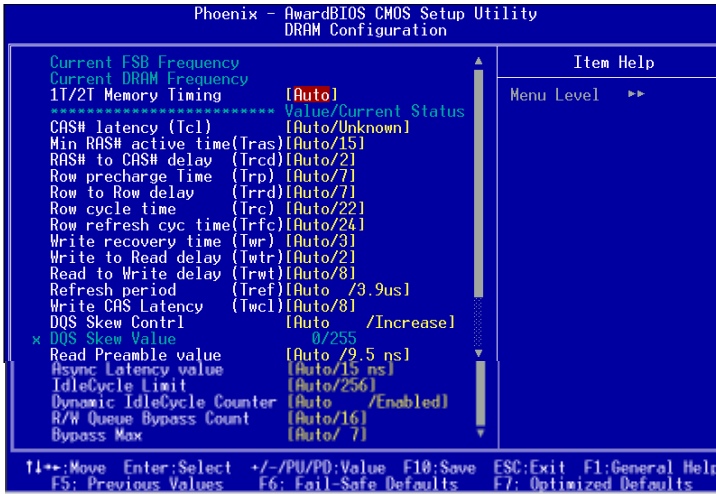 Phoenix - AwardBIOS CMOS Setup Utility
DRAM Configuration
Current FSB Frequency
Current DRAM Frequency
1T/2T Memory Timing [Auto]
************************* Value/Current Status
CAS# latency (Tcl) [Auto/Unknown]
Min RAS# active time(Tras)[Auto/15]
RAS# to CAS# delay (Trcd)[Auto/2]
Row precharge Time (Trp) [Auto/7]
Row to Row delay (Trrd)[Auto/7]
Row cycle time (Trc) [Auto/22]
Row refresh cyc time(Trfc)[Auto/24]
Write recovery time (Twr) [Auto/3]
Write to Read delay (Twtr)[Auto/2]
Read to Write delay (Trwt)[Auto/8]
Refresh period (Tref)[Auto /3.9us]
Write CAS Latency (Twcl)[Auto/8]
DQS Skew Contrl [Auto /Increase]
x DQS Skew Value 0/255
Read Preamble value [Auto /9.5 ns]
Async Latency value [Auto/15 ns]
IdleCycle Limit [Auto/256]
Dynamic IdleCycle Counter [Auto /Enabled]
R/W Queue Bypass Count [Auto/16]
Bypass Max [Auto/ 7]
Item Help
Menu Level ▶▶
↑↓→←:Move Enter:Select +/-/PU/PD:Value F10:Save ESC:Exit F1:General Help
F5: Previous Values F6: Fail-Safe Defaults F7: Optimized Defaults